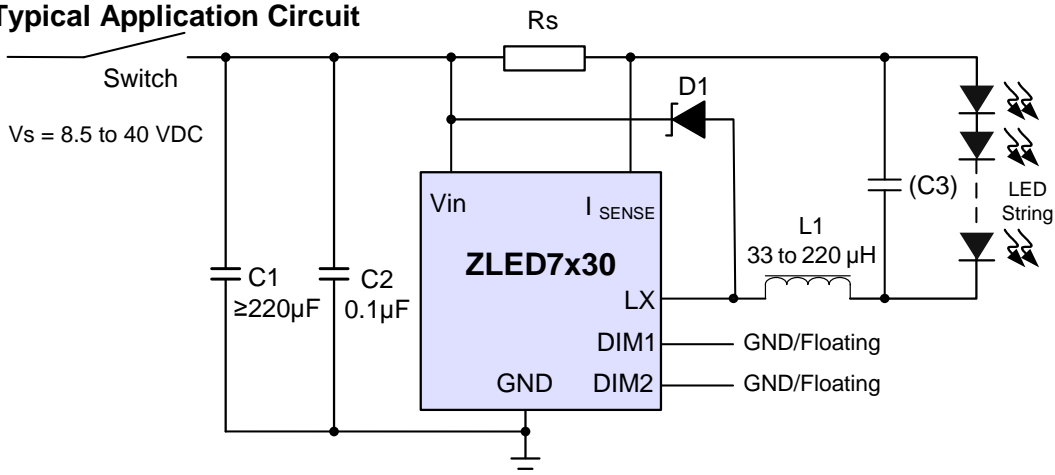 Typical Application Circuit
Rs
Switch
D1
Vs = 8.5 to 40 VDC
Vin
I SENSE
(C3)
LED
String
L1
33 to 220 µH
ZLED7x30
C1
≥220µF
C2
0.1µF
LX
DIM1
GND/Floating
GND
DIM2
GND/Floating